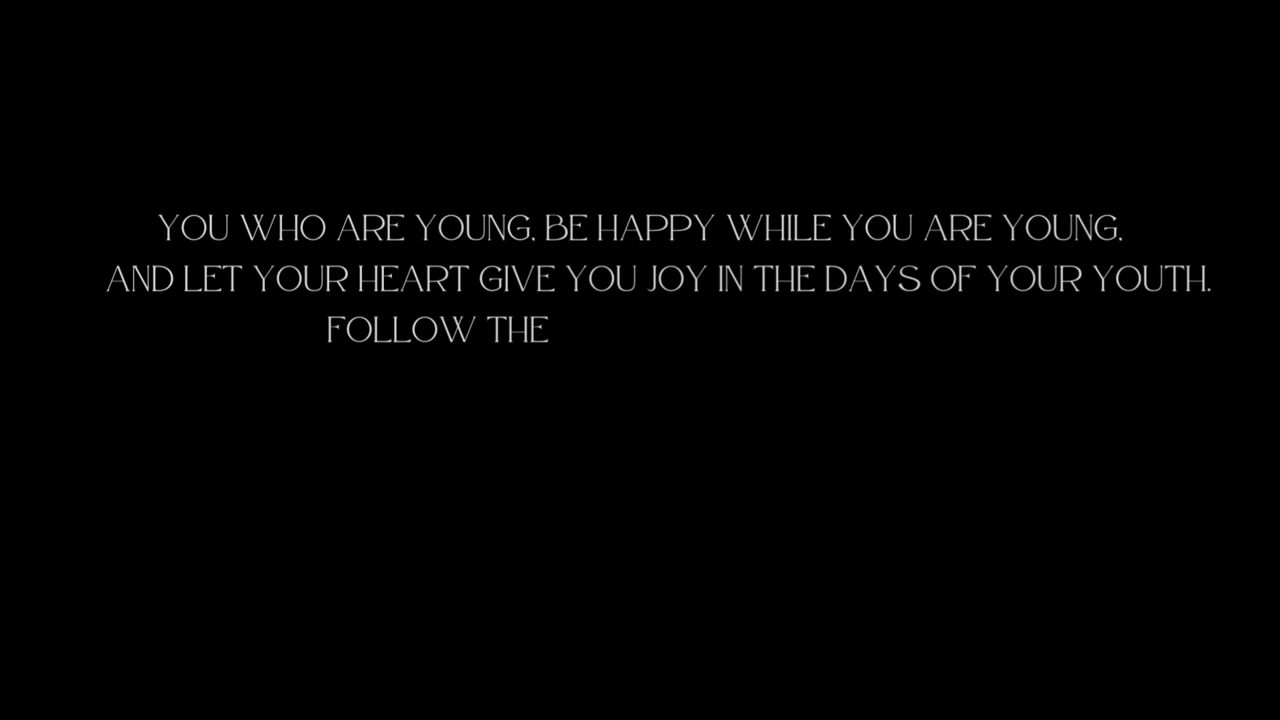 YOU WHO ARE YOUNG, BE HAPPY WHILE YOU ARE YOUNG,
AND LET YOUR HEART GIVE YOU JOY IN THE DAYS OF YOUR YOUTH.
FOLLOW THE